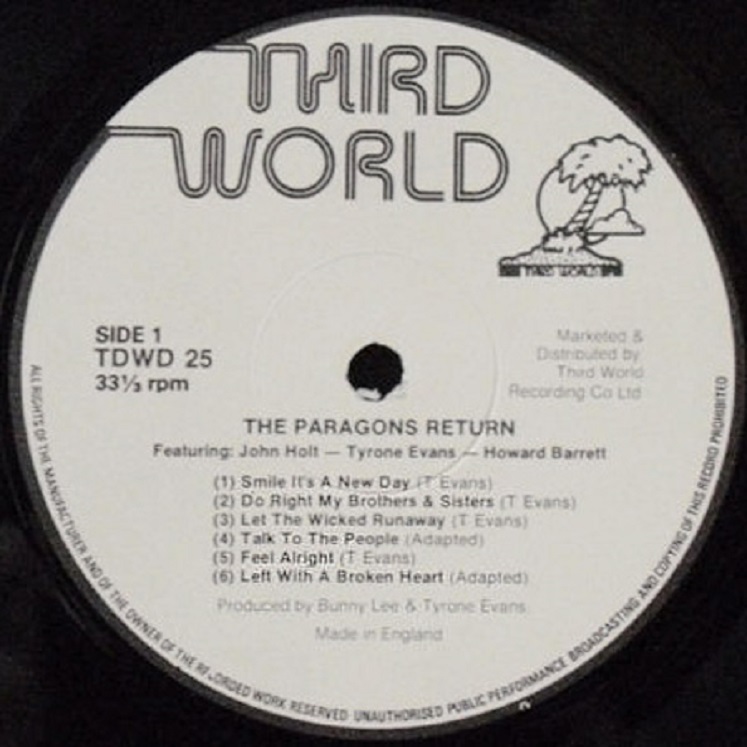 THIRD
WORLD
THIRD WORLD
SIDE 1
TDWD 25
33⅓ rpm
Marketed &
Distributed by
Third World
Recording Co Ltd
THE PARAGONS RETURN
Featuring: John Holt — Tyrone Evans — Howard Barrett
(1) Smile It's A New Day (T Evans)
(2) Do Right My Brothers & Sisters (T Evans)
(3) Let The Wicked Runaway (T Evans)
(4) Talk To The People (Adapted)
(5) Feel Alright (T Evans)
(6) Left With A Broken Heart (Adapted)
Produced by Bunny Lee & Tyrone Evans
Made in England
ALL RIGHTS OF THE MANUFACTURER AND OF THE OWNER OF THE RECORDED WORK RESERVED UNAUTHORISED PUBLIC PERFORMANCE BROADCASTING AND COPYING OF THIS RECORD PROHIBITED